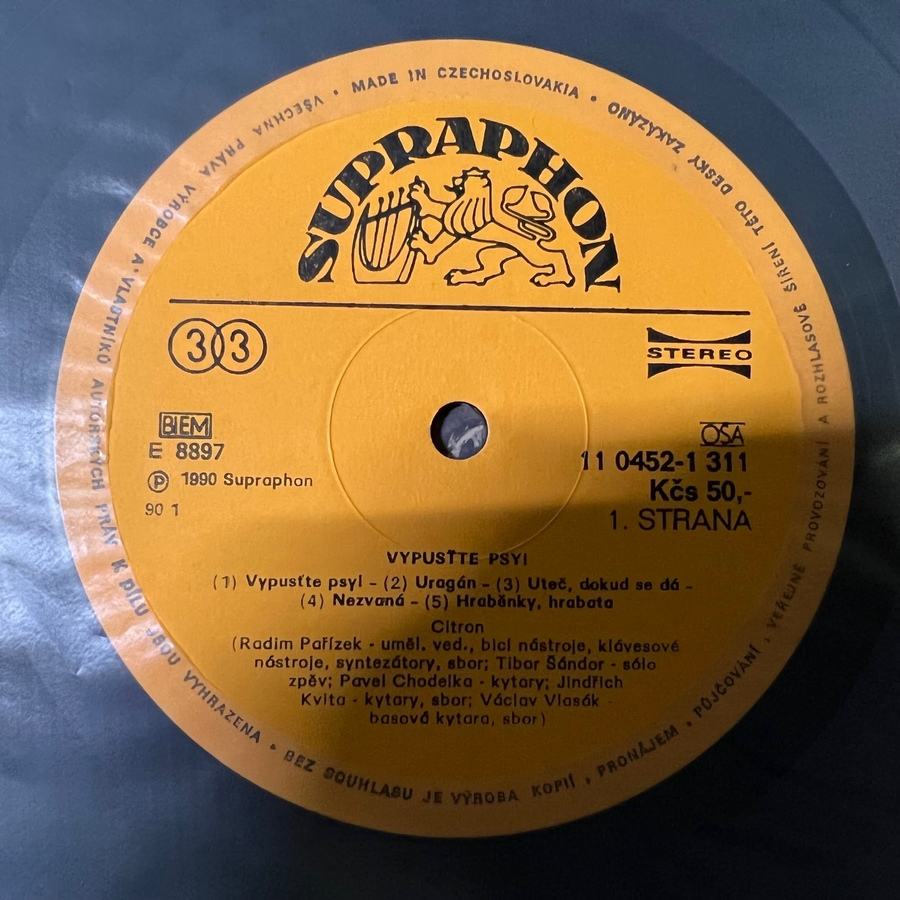 MADE IN CZECHOSLOVAKIA • VŠECHNA PRÁVA VÝROBCE A VLASTNÍKŮ AUTORSKÝCH PRÁV K DÍLU JSOU VYHRAZENA • BEZ SOUHLASU JE VÝROBA KOPIÍ, PRONÁJEM, PŮJČOVÁNÍ, VEŘEJNÉ PROVOZOVÁNÍ A ROZHLASOVÉ ŠÍŘENÍ TÉTO DESKY ZAKÁZÁNO •
SUPRAPHON
33
STEREO
BIEM
OSA
E 8897
11 0452-1 311
Ⓟ 1990 Supraphon
Kčs 50,-
90 1
1. STRANA
VYPUSŤTE PSY!
(1) Vypusťte psy! - (2) Uragán - (3) Uteč, dokud se dá -
(4) Nezvaná - (5) Hraběnky, hrabata
Citron
(Radim Pařízek - uměl. ved., bicí nástroje, klávesové
nástroje, syntezátory, sbor; Tibor Šándor - sólo
zpěv; Pavel Chodelka - kytary; Jindřich
Kvita - kytary, sbor; Václav Vlasák -
basová kytara, sbor)